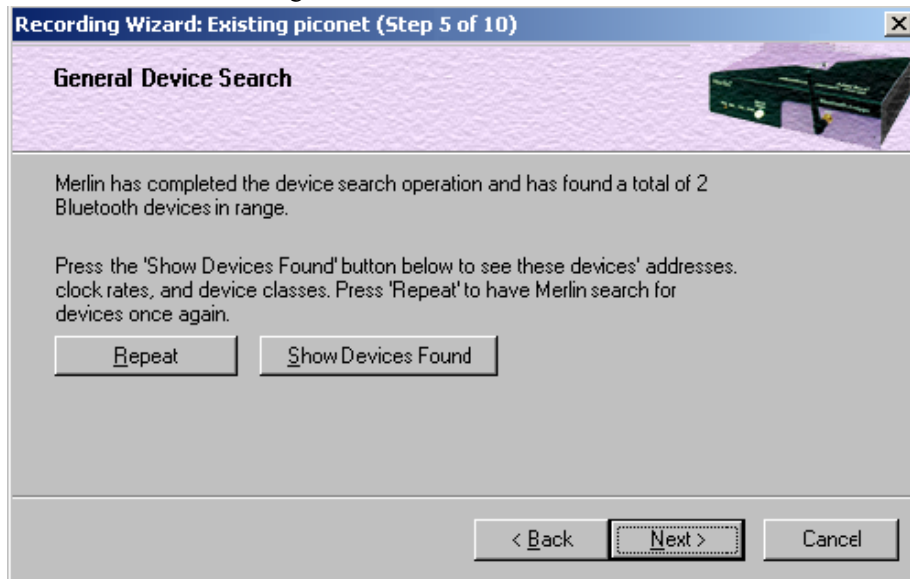 Recording Wizard: Existing piconet (Step 5 of 10)
General Device Search
Merlin has completed the device search operation and has found a total of 2
Bluetooth devices in range.
Press the 'Show Devices Found' button below to see these devices' addresses.
clock rates, and device classes. Press 'Repeat' to have Merlin search for
devices once again.
Repeat
Show Devices Found
< Back
Next >
Cancel